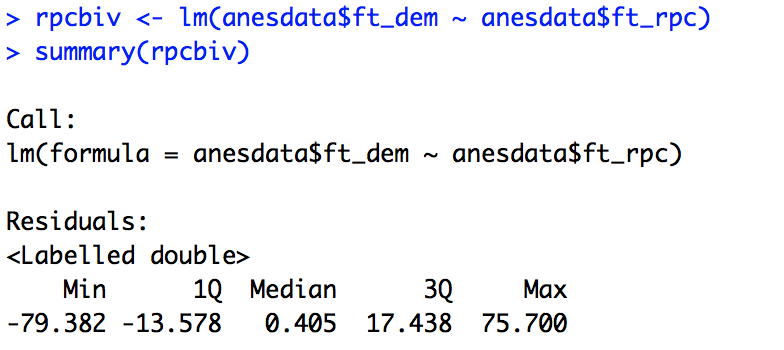 > rpcbiv <- lm(anesdata$ft_dem ~ anesdata$ft_rpc)
> summary(rpcbiv)
Call:
lm(formula = anesdata$ft_dem ~ anesdata$ft_rpc)
Residuals:
<Labelled double>
    Min      1Q  Median      3Q     Max
-79.382 -13.578   0.405  17.438  75.700